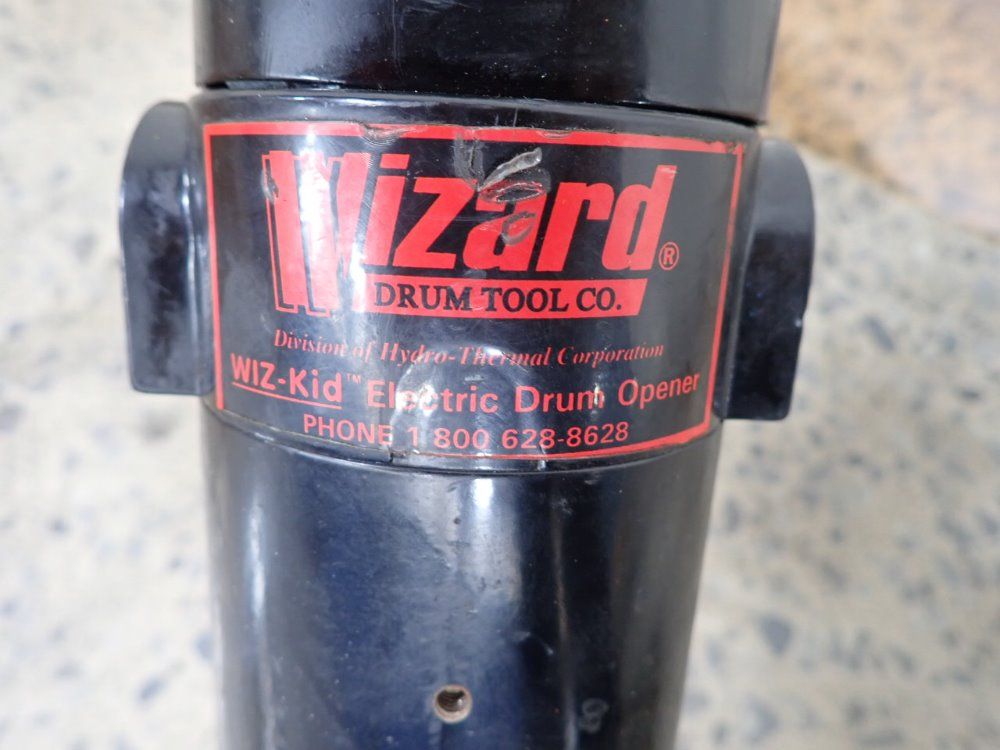 Wizard®
DRUM TOOL CO.
Division of Hydro-Thermal Corporation
WIZ-Kid™ Electric Drum Opener
PHONE 1 800 628-8628